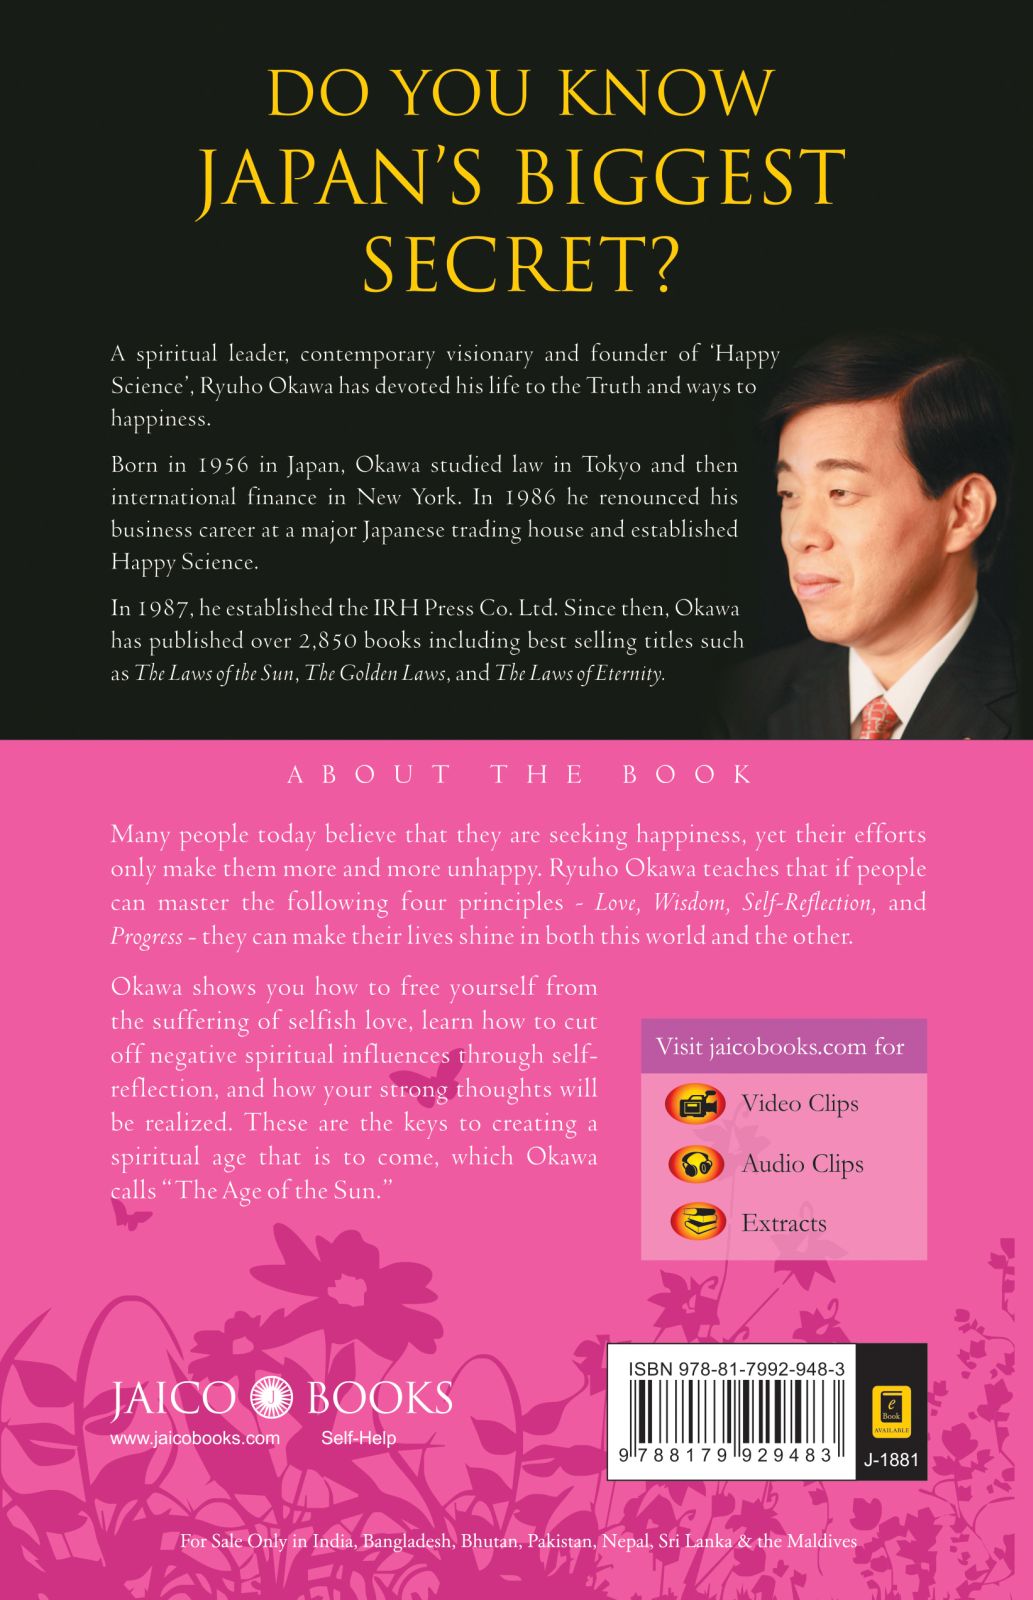 DO YOU KNOW
JAPAN’S BIGGEST
SECRET?
A spiritual leader, contemporary visionary and founder of ‘Happy
Science’, Ryuho Okawa has devoted his life to the Truth and ways to
happiness.
Born in 1956 in Japan, Okawa studied law in Tokyo and then
international finance in New York. In 1986 he renounced his
business career at a major Japanese trading house and established
Happy Science.
In 1987, he established the IRH Press Co. Ltd. Since then, Okawa
has published over 2,850 books including best selling titles such
as The Laws of the Sun, The Golden Laws, and The Laws of Eternity.
ABOUT THE BOOK
Many people today believe that they are seeking happiness, yet their efforts
only make them more and more unhappy. Ryuho Okawa teaches that if people
can master the following four principles - Love, Wisdom, Self-Reflection, and
Progress - they can make their lives shine in both this world and the other.
Okawa shows you how to free yourself from
the suffering of selfish love, learn how to cut
off negative spiritual influences through self-
reflection, and how your strong thoughts will
be realized. These are the keys to creating a
spiritual age that is to come, which Okawa
calls “The Age of the Sun.”
Visit jaicobooks.com for
Video Clips
Audio Clips
Extracts
JAICO J BOOKS
www.jaicobooks.com Self-Help
ISBN 978-81-7992-948-3
9 788179 929483
e
Book
AVAILABLE
J-1881
For Sale Only in India, Bangladesh, Bhutan, Pakistan, Nepal, Sri Lanka & the Maldives